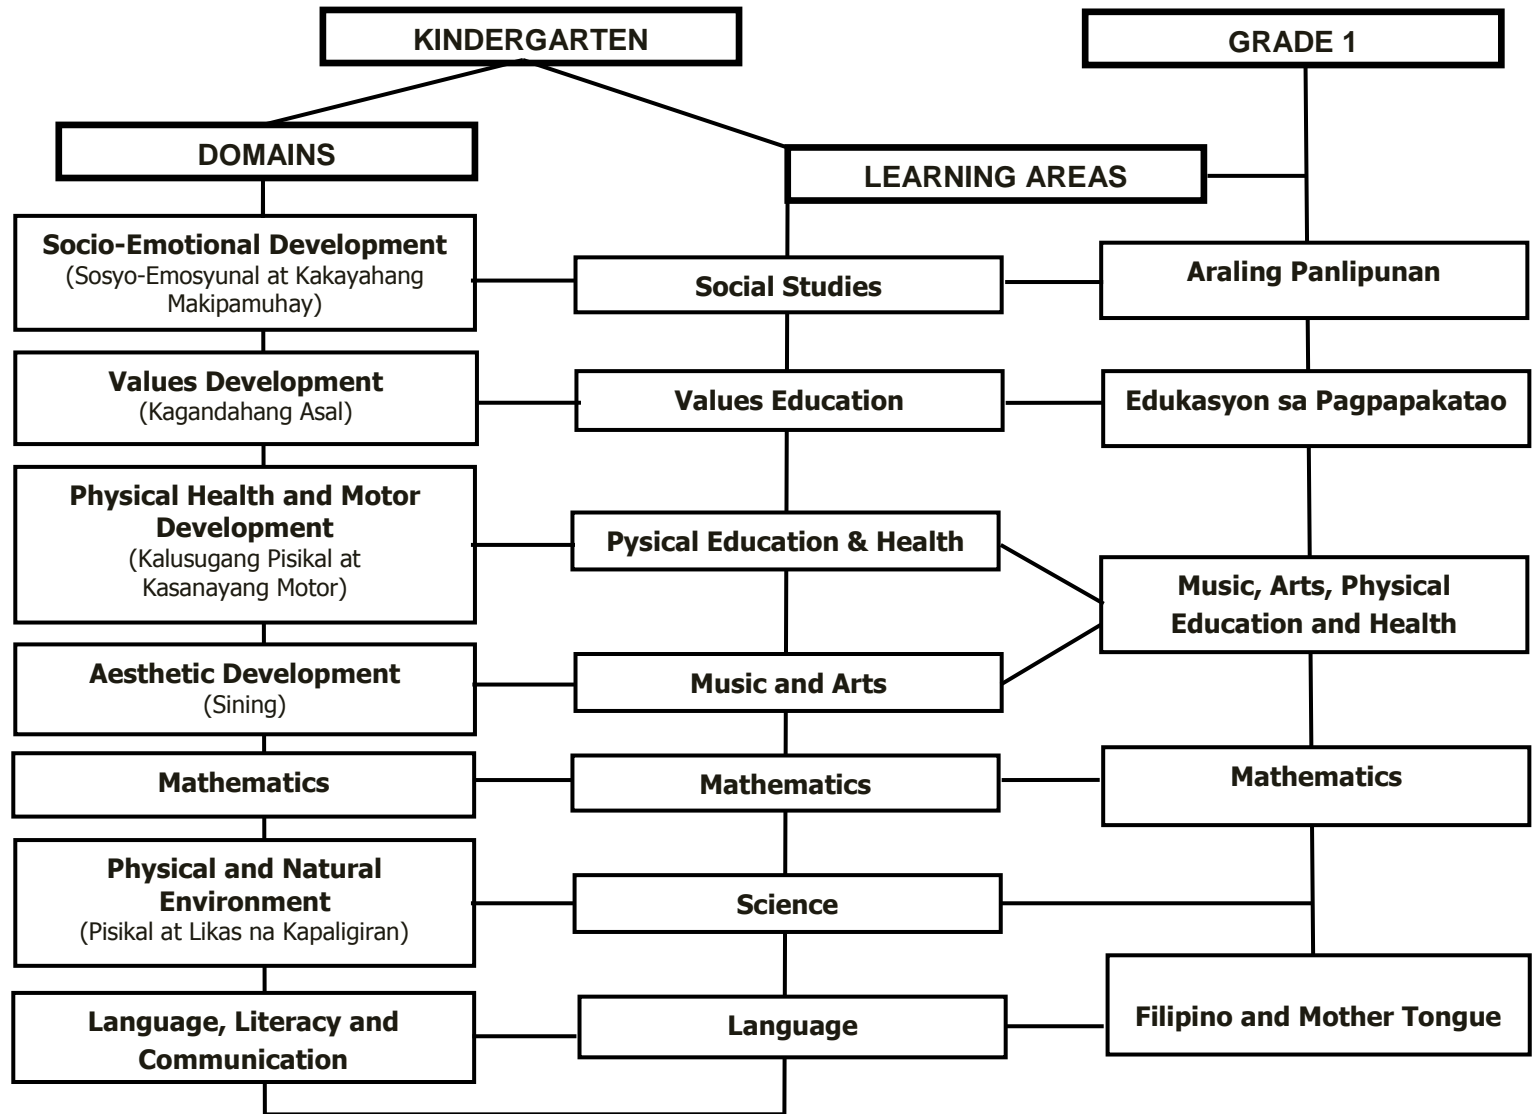 KINDERGARTEN
GRADE 1
DOMAINS
LEARNING AREAS
Socio-Emotional Development
(Sosyo-Emosyunal at Kakayahang
Makipamuhay)
Social Studies
Araling Panlipunan
Values Development
(Kagandahang Asal)
Values Education
Edukasyon sa Pagpapakatao
Physical Health and Motor
Development
(Kalusugang Pisikal at
Kasanayang Motor)
Pysical Education & Health
Music, Arts, Physical
Education and Health
Aesthetic Development
(Sining)
Music and Arts
Mathematics
Mathematics
Mathematics
Physical and Natural
Environment
(Pisikal at Likas na Kapaligiran)
Science
Language, Literacy and
Communication
Language
Filipino and Mother Tongue